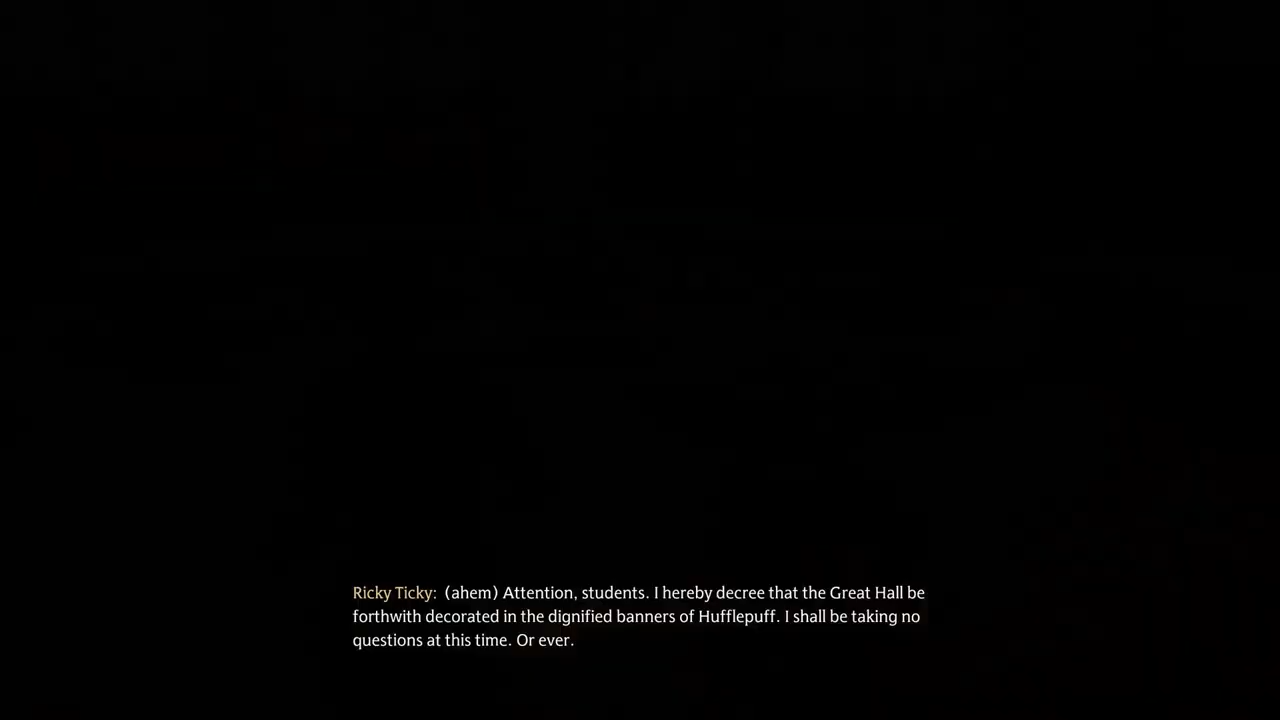 Ricky Ticky: (ahem) Attention, students. I hereby decree that the Great Hall be
forthwith decorated in the dignified banners of Hufflepuff. I shall be taking no
questions at this time. Or ever.